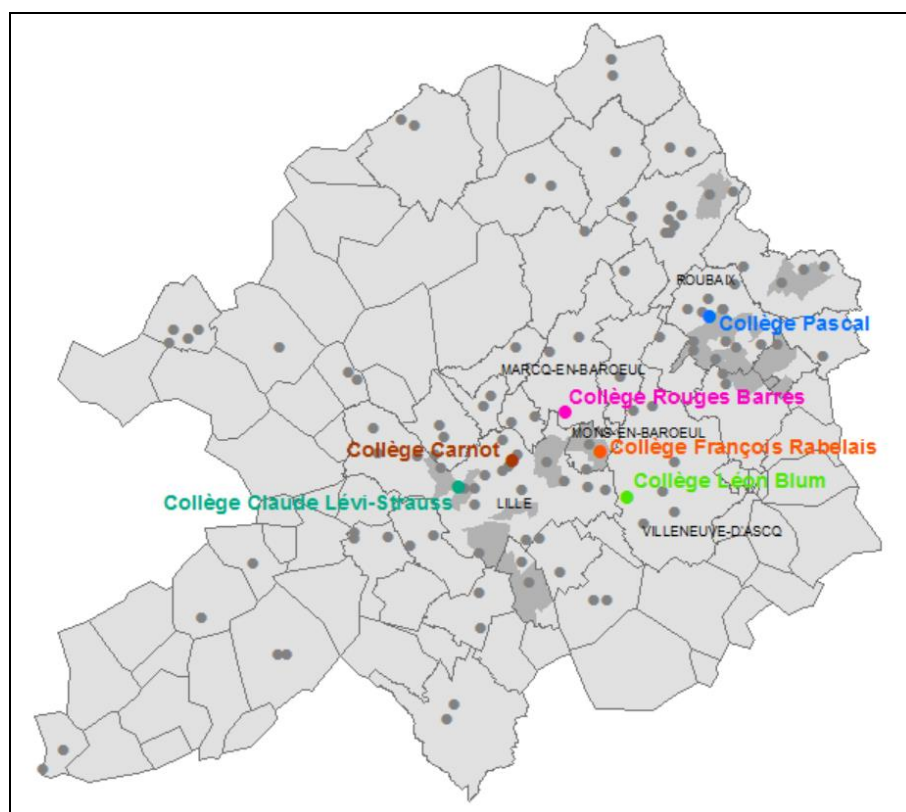 ROUBAIX
Collège Pascal
MARCQ-EN-BAROEUL
Collège Rouges Barres
MONS-EN-BAROEUL
Collège François Rabelais
Collège Carnot
Collège Léon Blum
Collège Claude Lévi-Strauss
LILLE
VILLENEUVE-D'ASCQ